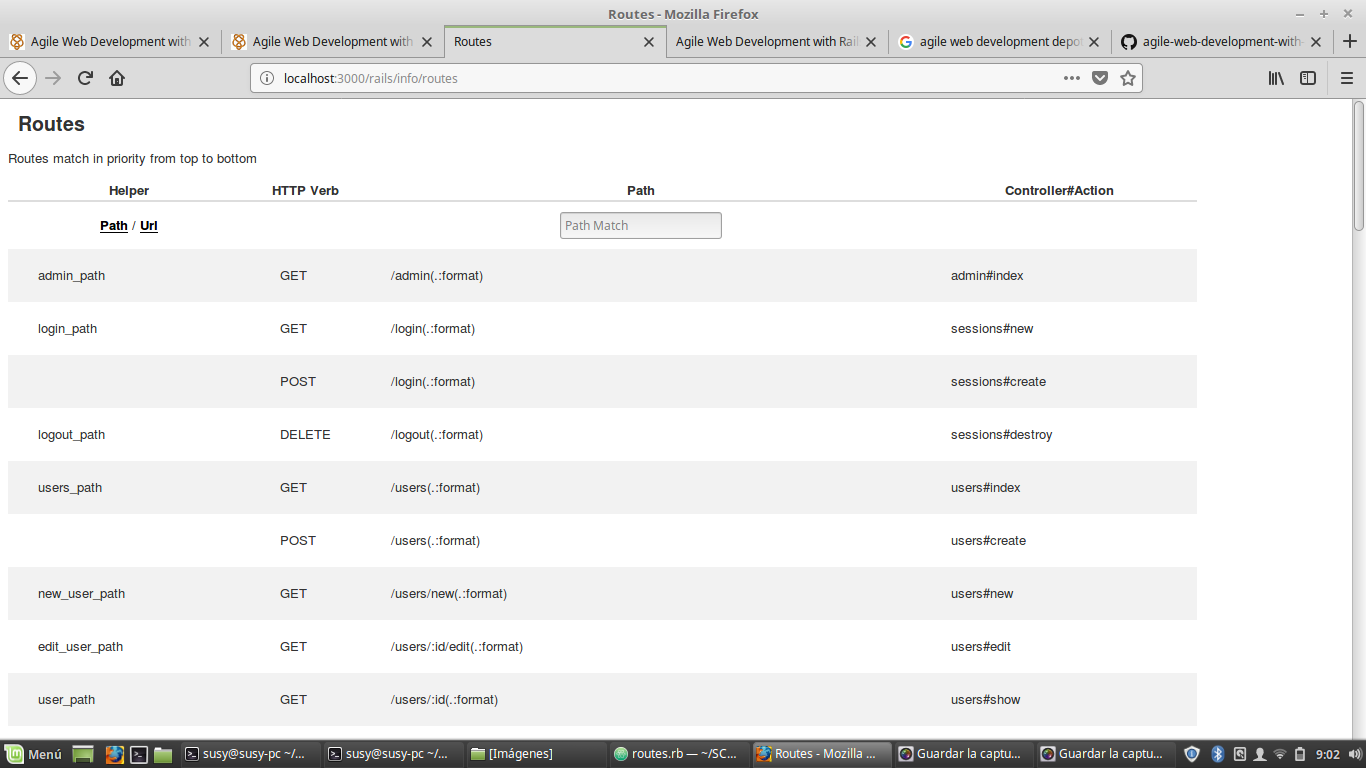 Routes - Mozilla Firefox
Agile Web Development with
Agile Web Development with
Routes
Agile Web Development with Rail
agile web development depo
agile-web-development-with-
localhost:3000/rails/info/routes
Routes
Routes match in priority from top to bottom
Helper HTTP Verb Path Controller#Action
Path / Url Path Match
admin_path GET /admin(.:format) admin#index
login_path GET /login(.:format) sessions#new
POST /login(.:format) sessions#create
logout_path DELETE /logout(.:format) sessions#destroy
users_path GET /users(.:format) users#index
POST /users(.:format) users#create
new_user_path GET /users/new(.:format) users#new
edit_user_path GET /users/:id/edit(.:format) users#edit
user_path GET /users/:id(.:format) users#show
Menú
susy@susy-pc ~/...
susy@susy-pc ~/...
[Imágenes]
routes.rb — ~/SC...
Routes - Mozilla ...
Guardar la captu...
Guardar la captu...
9:02